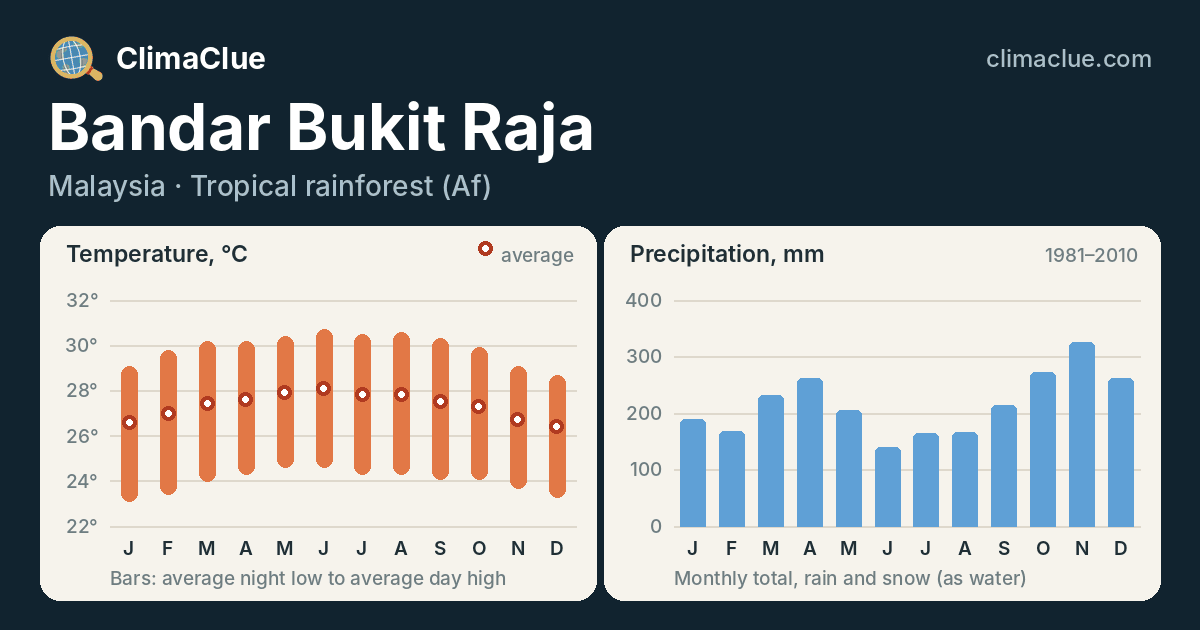 ClimaClue
climaclue.com
Bandar Bukit Raja
Malaysia · Tropical rainforest (Af)
Temperature, °C
average
32°
30°
28°
26°
24°
22°
J F M A M J J A S O N D
Bars: average night low to average day high
Precipitation, mm
1981–2010
400
300
200
100
0
J F M A M J J A S O N D
Monthly total, rain and snow (as water)